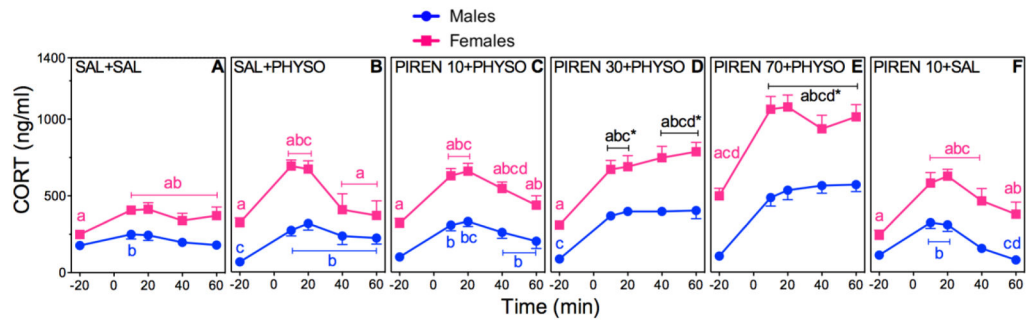 Males
Females
SAL+SAL A
SAL+PHYSO B
PIREN 10+PHYSO C
PIREN 30+PHYSO D
PIREN 70+PHYSO E
PIREN 10+SAL F
CORT (ng/ml)
1400
1000
500
250
0
a
ab
b
abc
a
a
c
b
abc
abcd
ab
a
b
bc
b
abc*
abcd*
a
c
abcd*
acd
abc
ab
a
b
cd
-20 0 20 40 60
-20 0 20 40 60
-20 0 20 40 60
-20 0 20 40 60
-20 0 20 40 60
-20 0 20 40 60
Time (min)